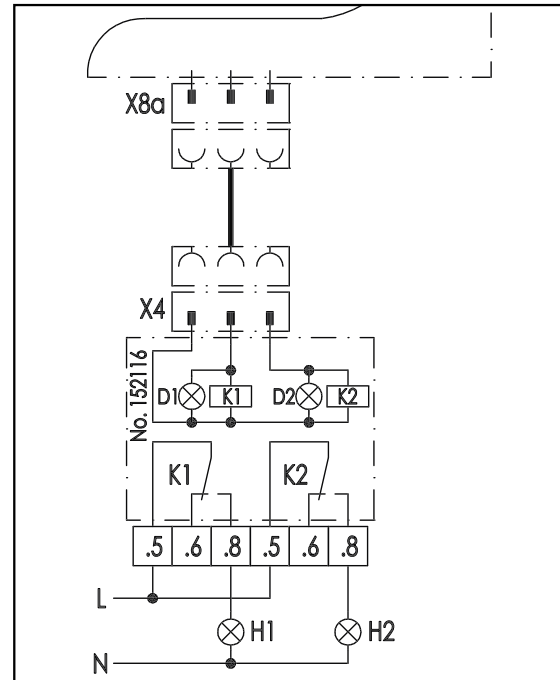 X8a
X4
No. 152116
D1 K1 D2 K2
K1 K2
.5 .6 .8 .5 .6 .8
L
H1 H2
N